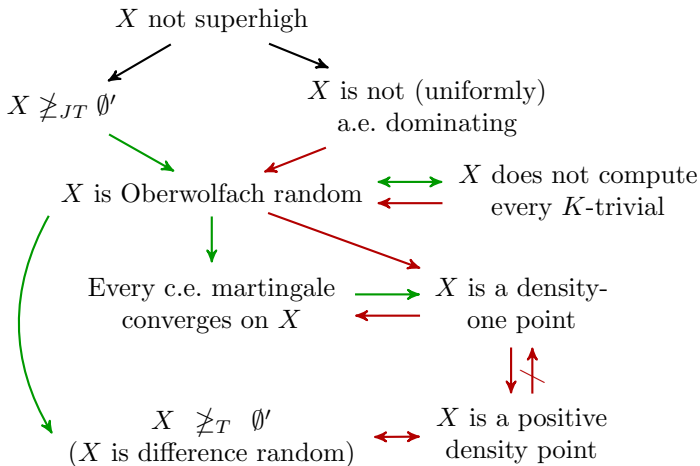 X not superhigh
X ≱_JT ∅′
X is not (uniformly)
a.e. dominating
X is Oberwolfach random
X does not compute
every K-trivial
Every c.e. martingale
converges on X
X is a density-
one point
X ≱_T ∅′
(X is difference random)
X is a positive
density point